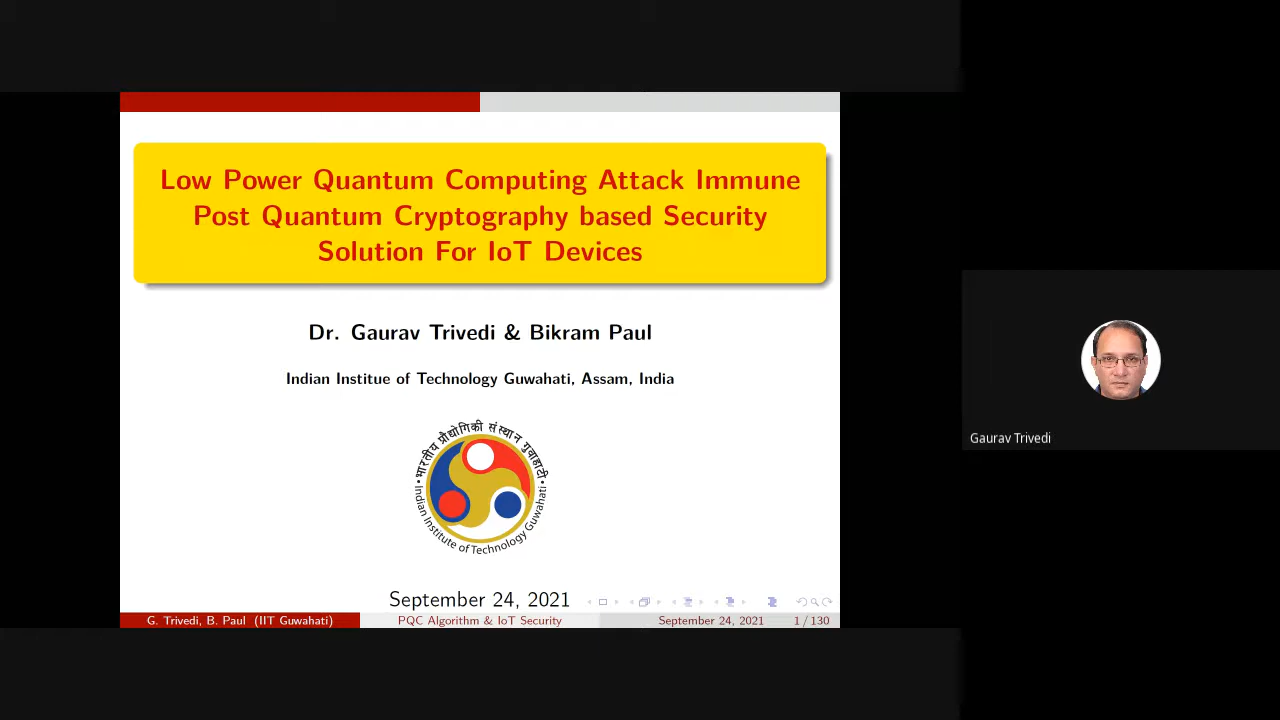 Low Power Quantum Computing Attack Immune
Post Quantum Cryptography based Security
Solution For IoT Devices
Dr. Gaurav Trivedi & Bikram Paul
Indian Institue of Technology Guwahati, Assam, India
भारतीय प्रौद्योगिकी संस्थान गुवाहाटी
Indian Institute of Technology Guwahati
September 24, 2021
G. Trivedi, B. Paul (IIT Guwahati)
PQC Algorithm & IoT Security
September 24, 2021
1 / 130
Gaurav Trivedi